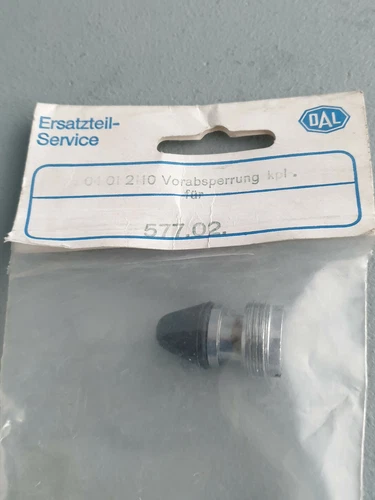 Ersatzteil-
Service
DAL
04.01-2110 Vorabsperrung kpl.
für
577.02.